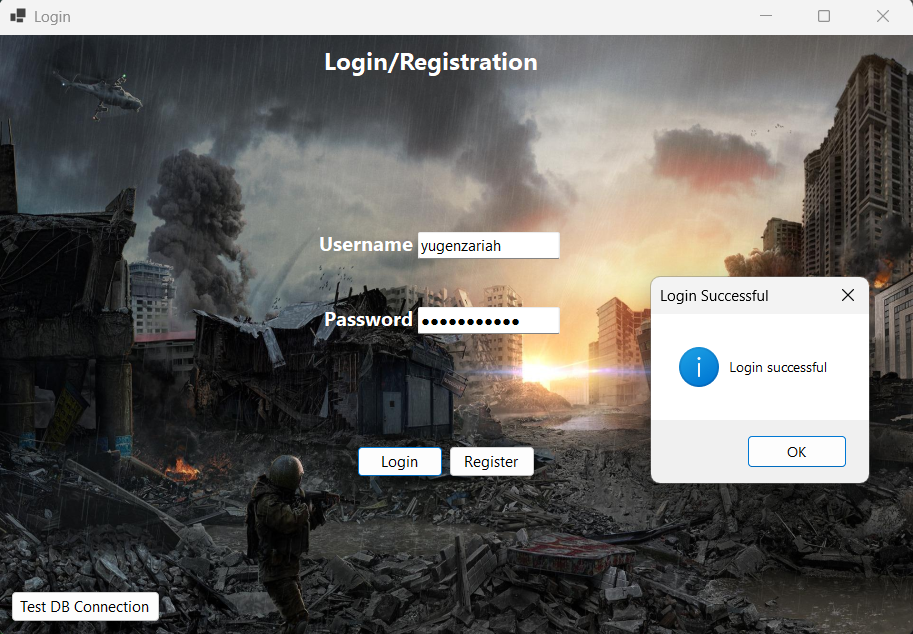 Login
Login/Registration
Username yugenzariah
Password ●●●●●●●●●●●
Login Successful
Login successful
OK
Login Register
Test DB Connection